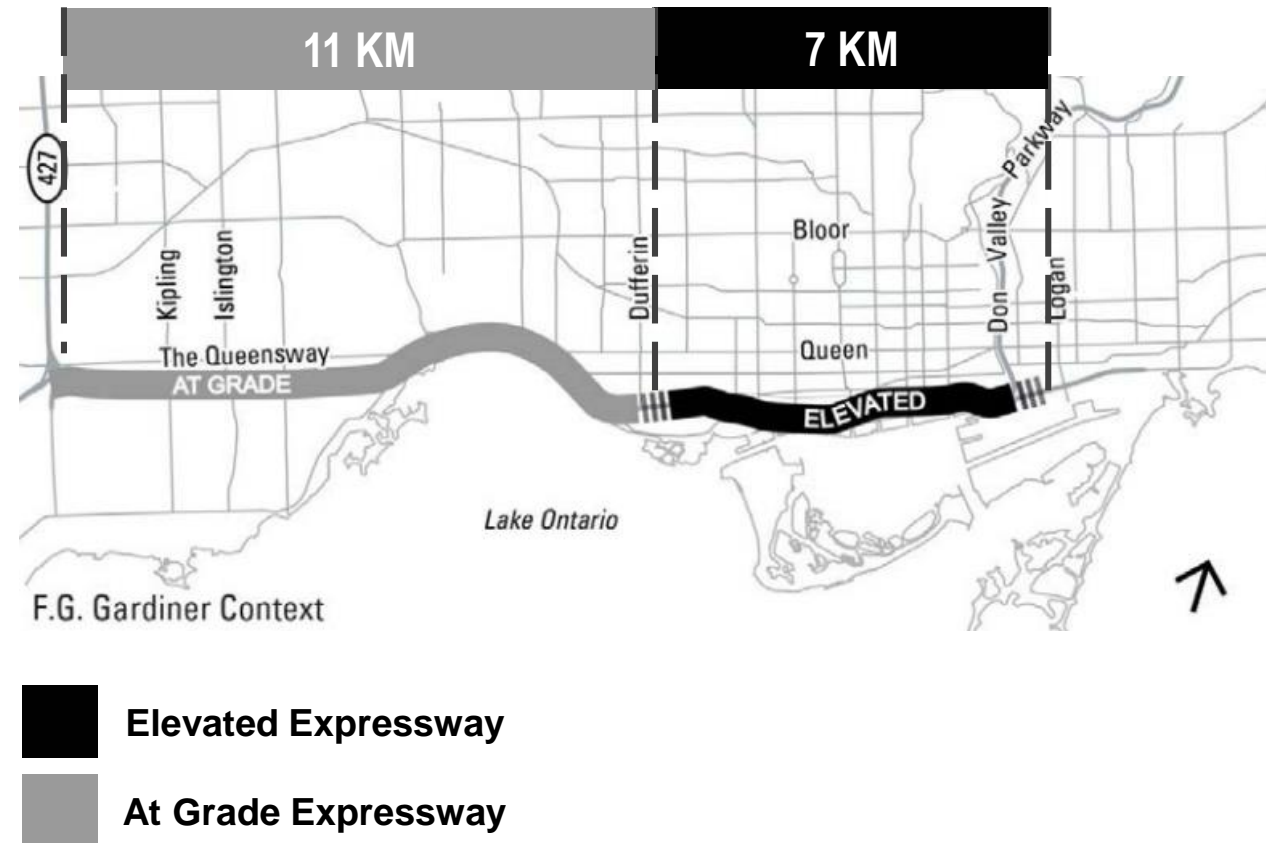 11 KM
7 KM
427
Kipling
Islington
Dufferin
Bloor
Don Valley Parkway
Logan
The Queensway
Queen
AT GRADE
ELEVATED
Lake Ontario
F.G. Gardiner Context
Elevated Expressway
At Grade Expressway